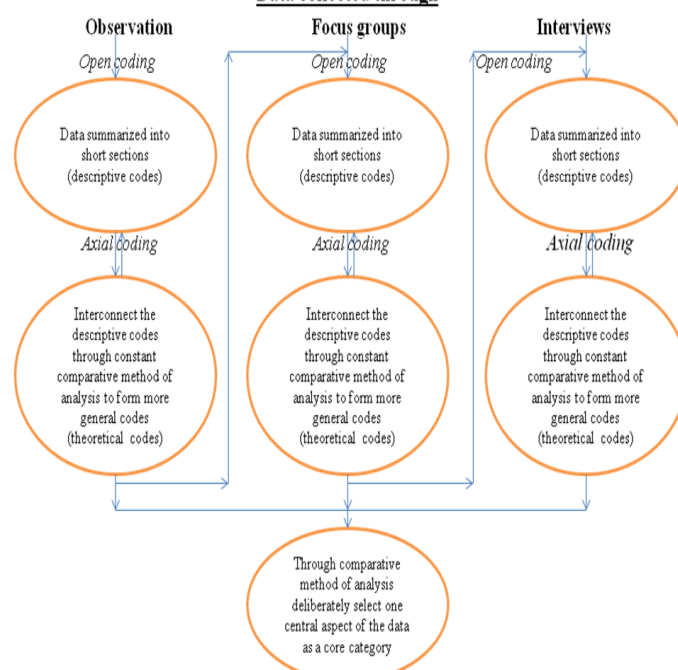 Data collected through
Observation
Focus groups
Interviews
Open coding
Open coding
Open coding
Data summarized into
short sections
(descriptive codes)
Data summarized into
short sections
(descriptive codes)
Data summarized into
short sections
(descriptive codes)
Axial coding
Axial coding
Axial coding
Interconnect the
descriptive codes
through constant
comparative method of
analysis to form more
general codes
(theoretical codes)
Interconnect the
descriptive codes
through constant
comparative method of
analysis to form more
general codes
(theoretical codes)
Interconnect the
descriptive codes
through constant
comparative method of
analysis to form more
general codes
(theoretical codes)
Through comparative
method of analysis
deliberately select one
central aspect of the data
as a core category